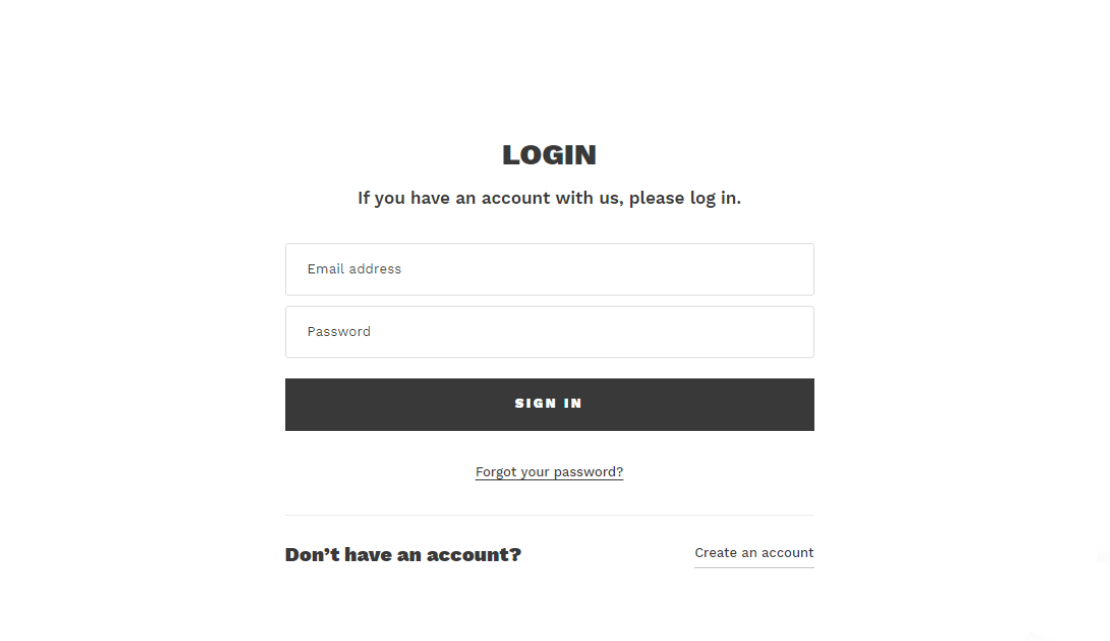 LOGIN
If you have an account with us, please log in.
Email address
Password
SIGN IN
Forgot your password?
Don’t have an account?
Create an account